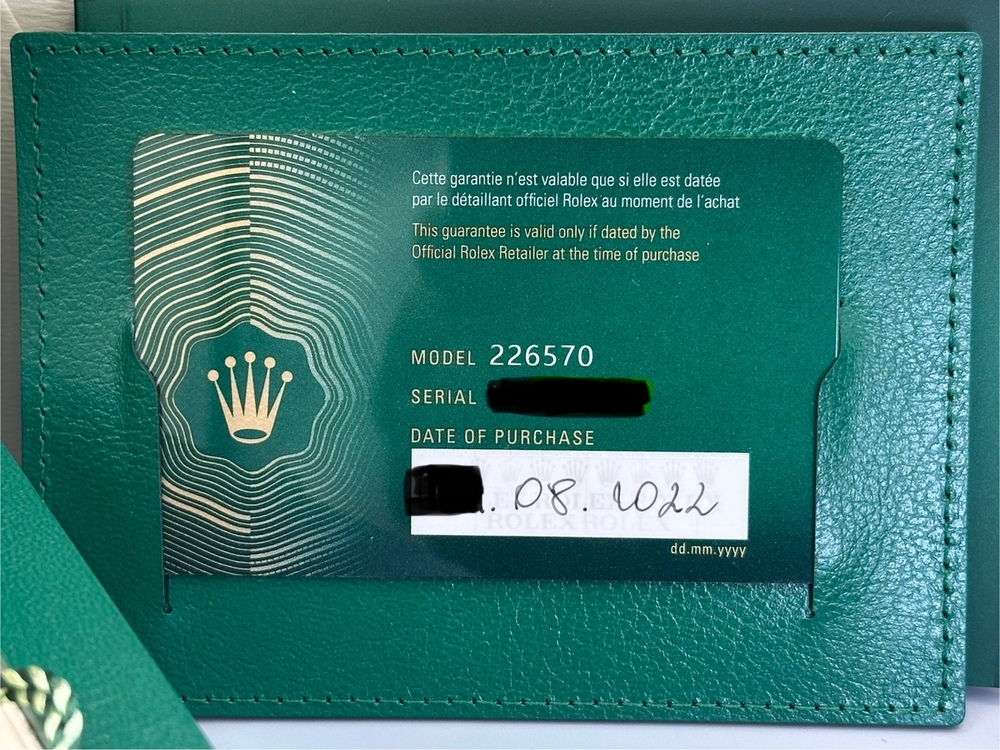 Cette garantie n'est valable que si elle est datée
par le détaillant officiel Rolex au moment de l'achat
This guarantee is valid only if dated by the
Official Rolex Retailer at the time of purchase
MODEL 226570
SERIAL
DATE OF PURCHASE
. 08. 2022
ROLEX ROLEX
dd.mm.yyyy